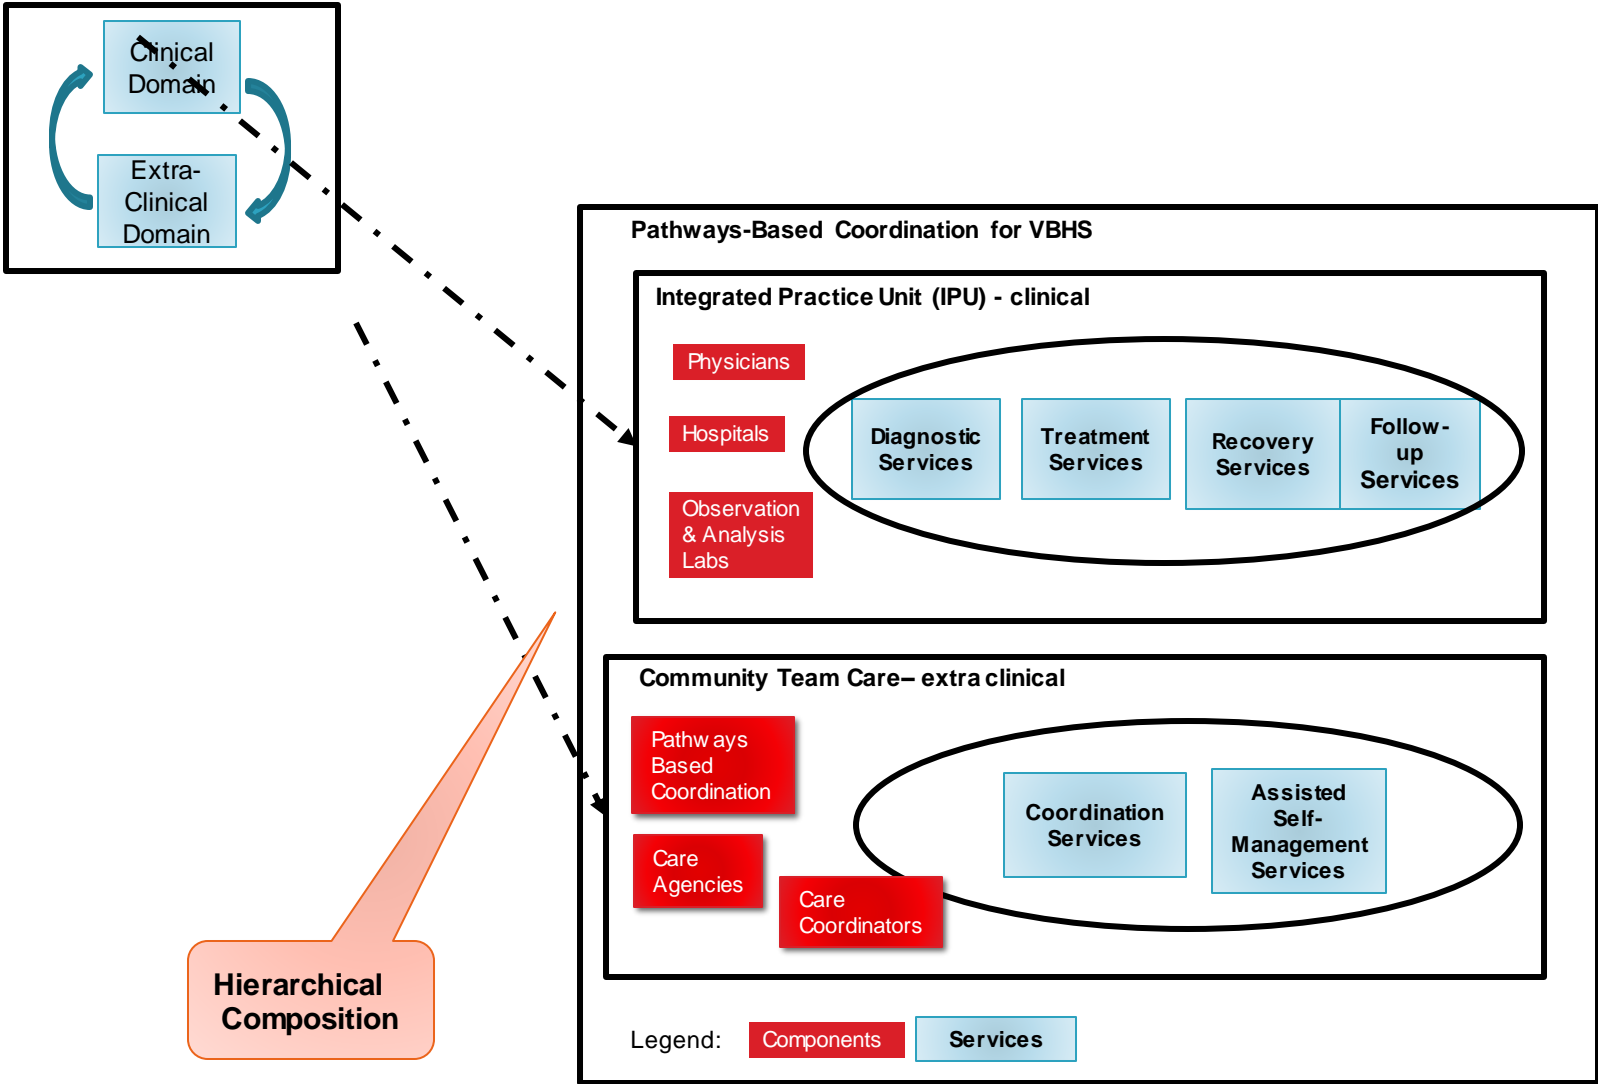 Clinical
Domain
Extra-
Clinical
Domain
Pathways-Based Coordination for VBHS
Integrated Practice Unit (IPU) - clinical
Physicians
Hospitals
Observation
& Analysis
Labs
Diagnostic
Services
Treatment
Services
Recovery
Services
Follow-
up
Services
Community Team Care– extra clinical
Pathways
Based
Coordination
Care
Agencies
Care
Coordinators
Coordination
Services
Assisted
Self-
Management
Services
Hierarchical
Composition
Legend:
Components
Services